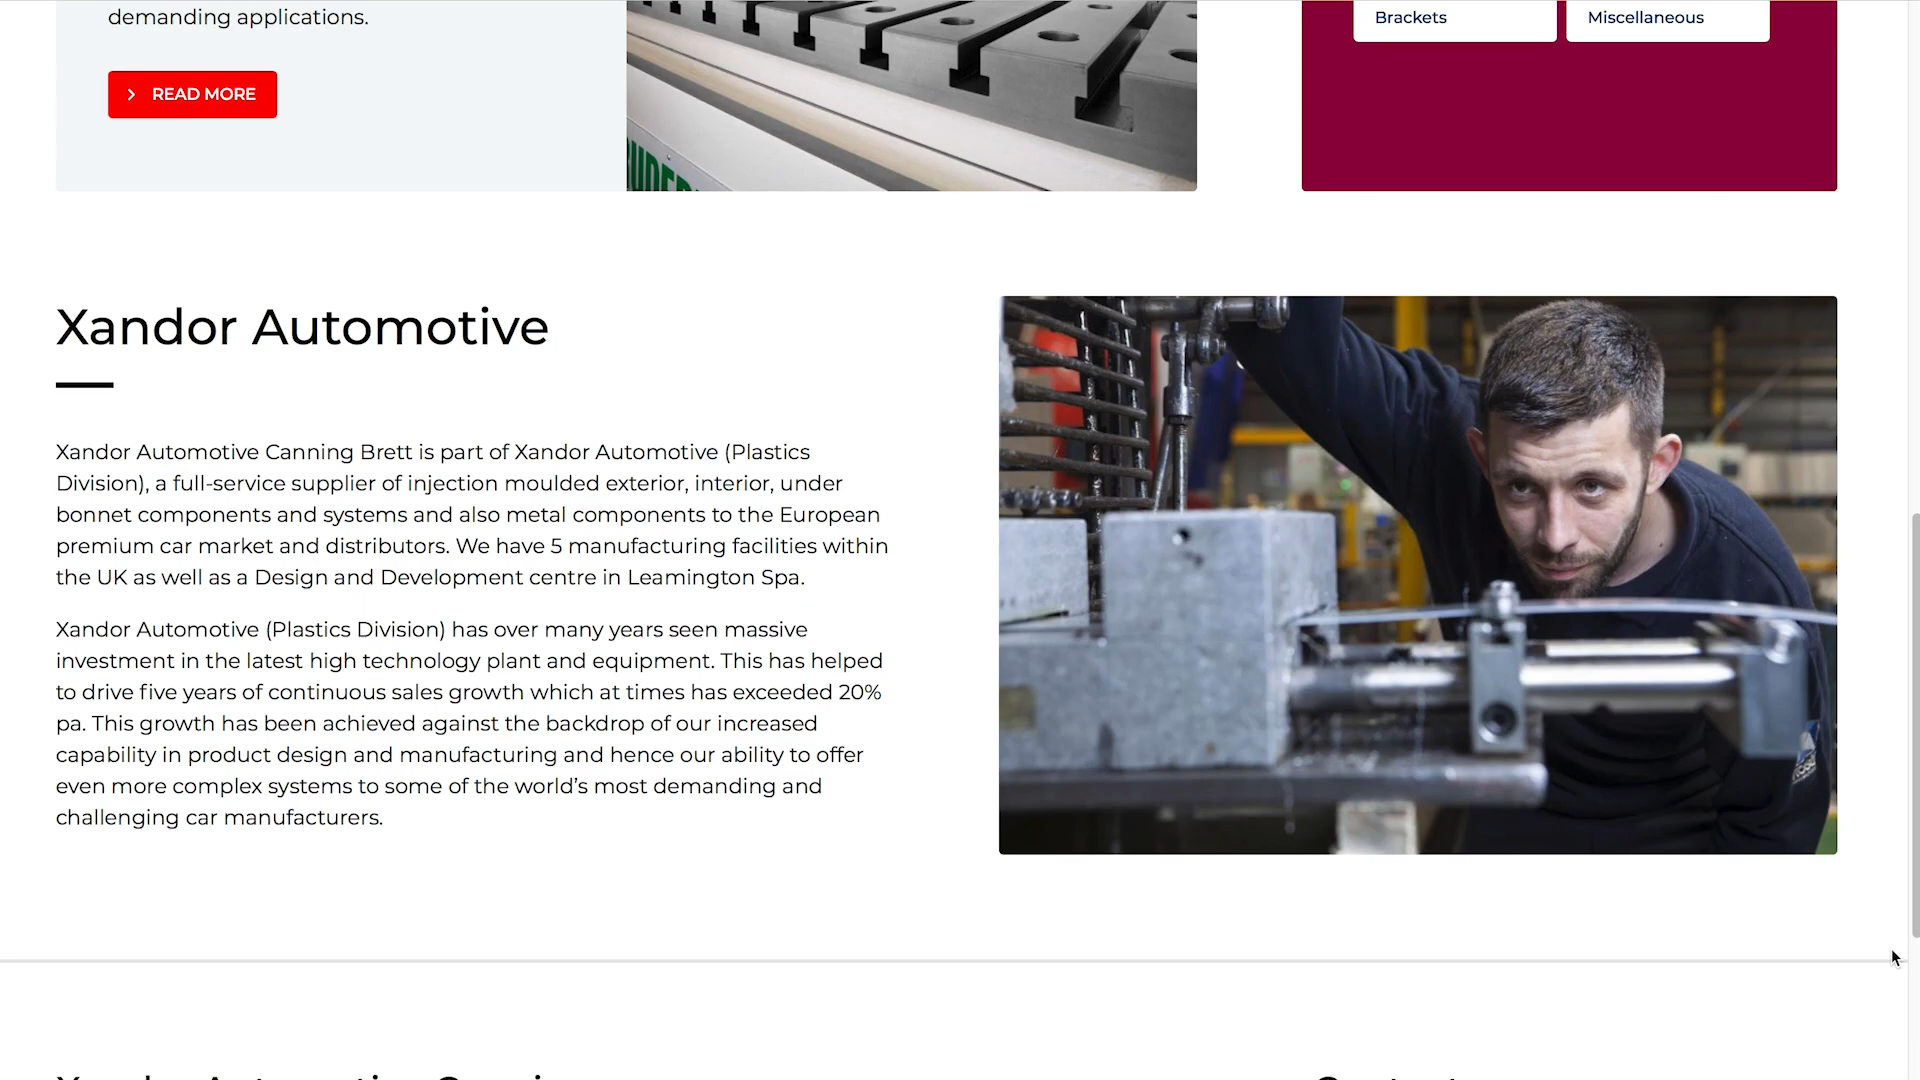 demanding applications.
READ MORE
Brackets
Miscellaneous
Xandor Automotive
Xandor Automotive Canning Brett is part of Xandor Automotive (Plastics
Division), a full-service supplier of injection moulded exterior, interior, under
bonnet components and systems and also metal components to the European
premium car market and distributors. We have 5 manufacturing facilities within
the UK as well as a Design and Development centre in Leamington Spa.
Xandor Automotive (Plastics Division) has over many years seen massive
investment in the latest high technology plant and equipment. This has helped
to drive five years of continuous sales growth which at times has exceeded 20%
pa. This growth has been achieved against the backdrop of our increased
capability in product design and manufacturing and hence our ability to offer
even more complex systems to some of the world’s most demanding and
challenging car manufacturers.